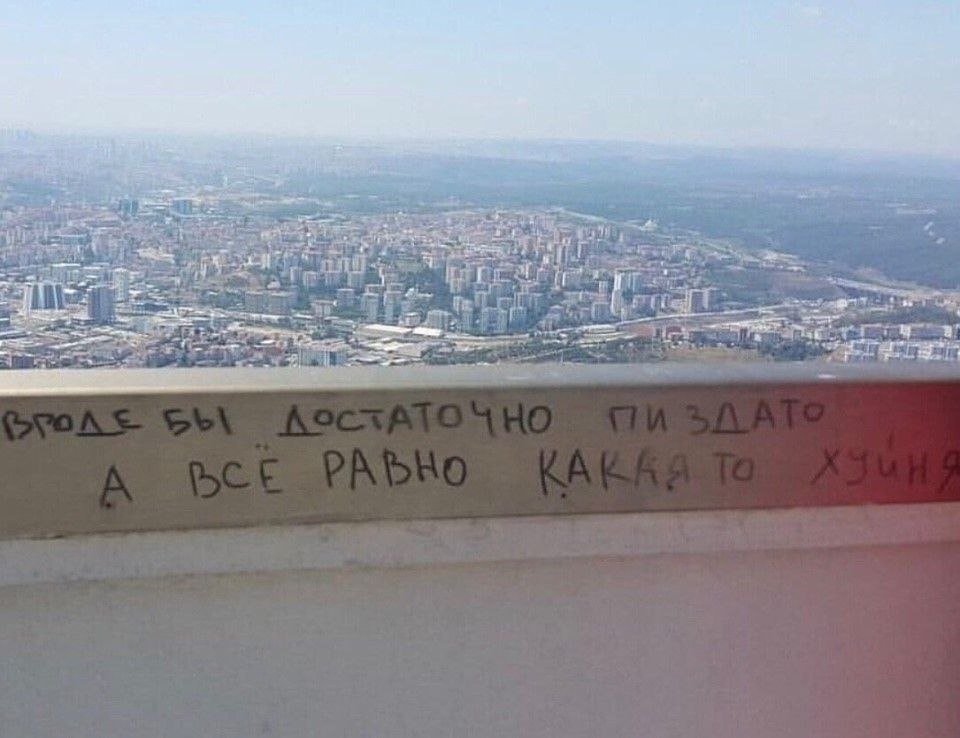 ВРОДЕ БЫ ДОСТАТОЧНО ПИЗДАТО
А ВСЁ РАВНО КАКАЯ ТО ХУЙНЯ